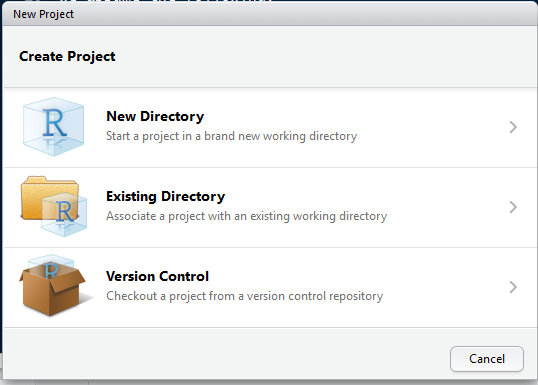 New Project
Create Project
R
New Directory
Start a project in a brand new working directory
R
Existing Directory
Associate a project with an existing working directory
R
Version Control
Checkout a project from a version control repository
Cancel